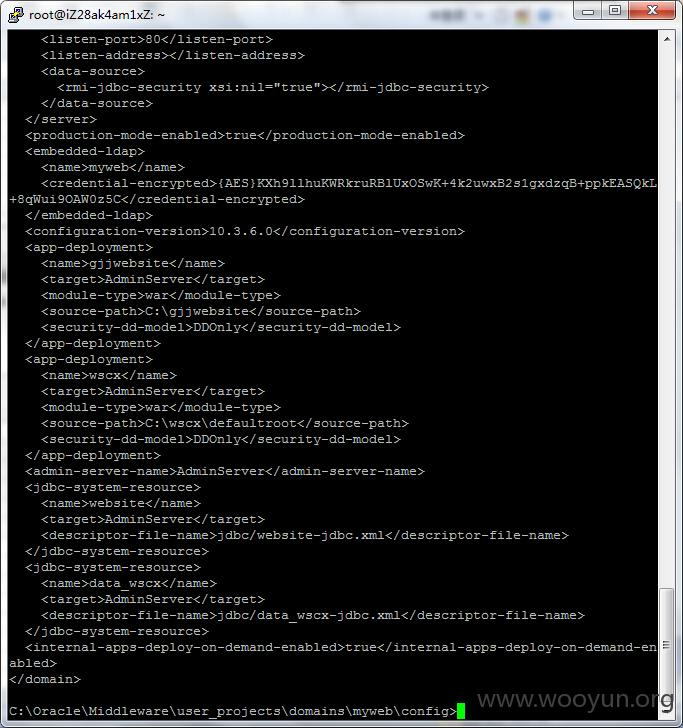 root@iZ28ak4am1xZ: ~
<listen-port>80</listen-port>
<listen-address></listen-address>
<data-source>
<rmi-jdbc-security xsi:nil="true"></rmi-jdbc-security>
</data-source>
</server>
<production-mode-enabled>true</production-mode-enabled>
<embedded-ldap>
<name>myweb</name>
<credential-encrypted>{AES}KXh9llhuKWRkruRBlUxOSwK+4k2uwxB2s1gxdzqB+ppkEASQkL
+8qWui9OAW0z5C</credential-encrypted>
</embedded-ldap>
<configuration-version>10.3.6.0</configuration-version>
<app-deployment>
<name>gjjwebsite</name>
<target>AdminServer</target>
<module-type>war</module-type>
<source-path>C:\gjjwebsite</source-path>
<security-dd-model>DDOnly</security-dd-model>
</app-deployment>
<app-deployment>
<name>wscx</name>
<target>AdminServer</target>
<module-type>war</module-type>
<source-path>C:\wscx\defaultroot</source-path>
<security-dd-model>DDOnly</security-dd-model>
</app-deployment>
<admin-server-name>AdminServer</admin-server-name>
<jdbc-system-resource>
<name>website</name>
<target>AdminServer</target>
<descriptor-file-name>jdbc/website-jdbc.xml</descriptor-file-name>
</jdbc-system-resource>
<jdbc-system-resource>
<name>data_wscx</name>
<target>AdminServer</target>
<descriptor-file-name>jdbc/data_wscx-jdbc.xml</descriptor-file-name>
</jdbc-system-resource>
<internal-apps-deploy-on-demand-enabled>true</internal-apps-deploy-on-demand-en
abled>
</domain>
C:\Oracle\Middleware\user_projects\domains\myweb\config>
www.wooyun.org